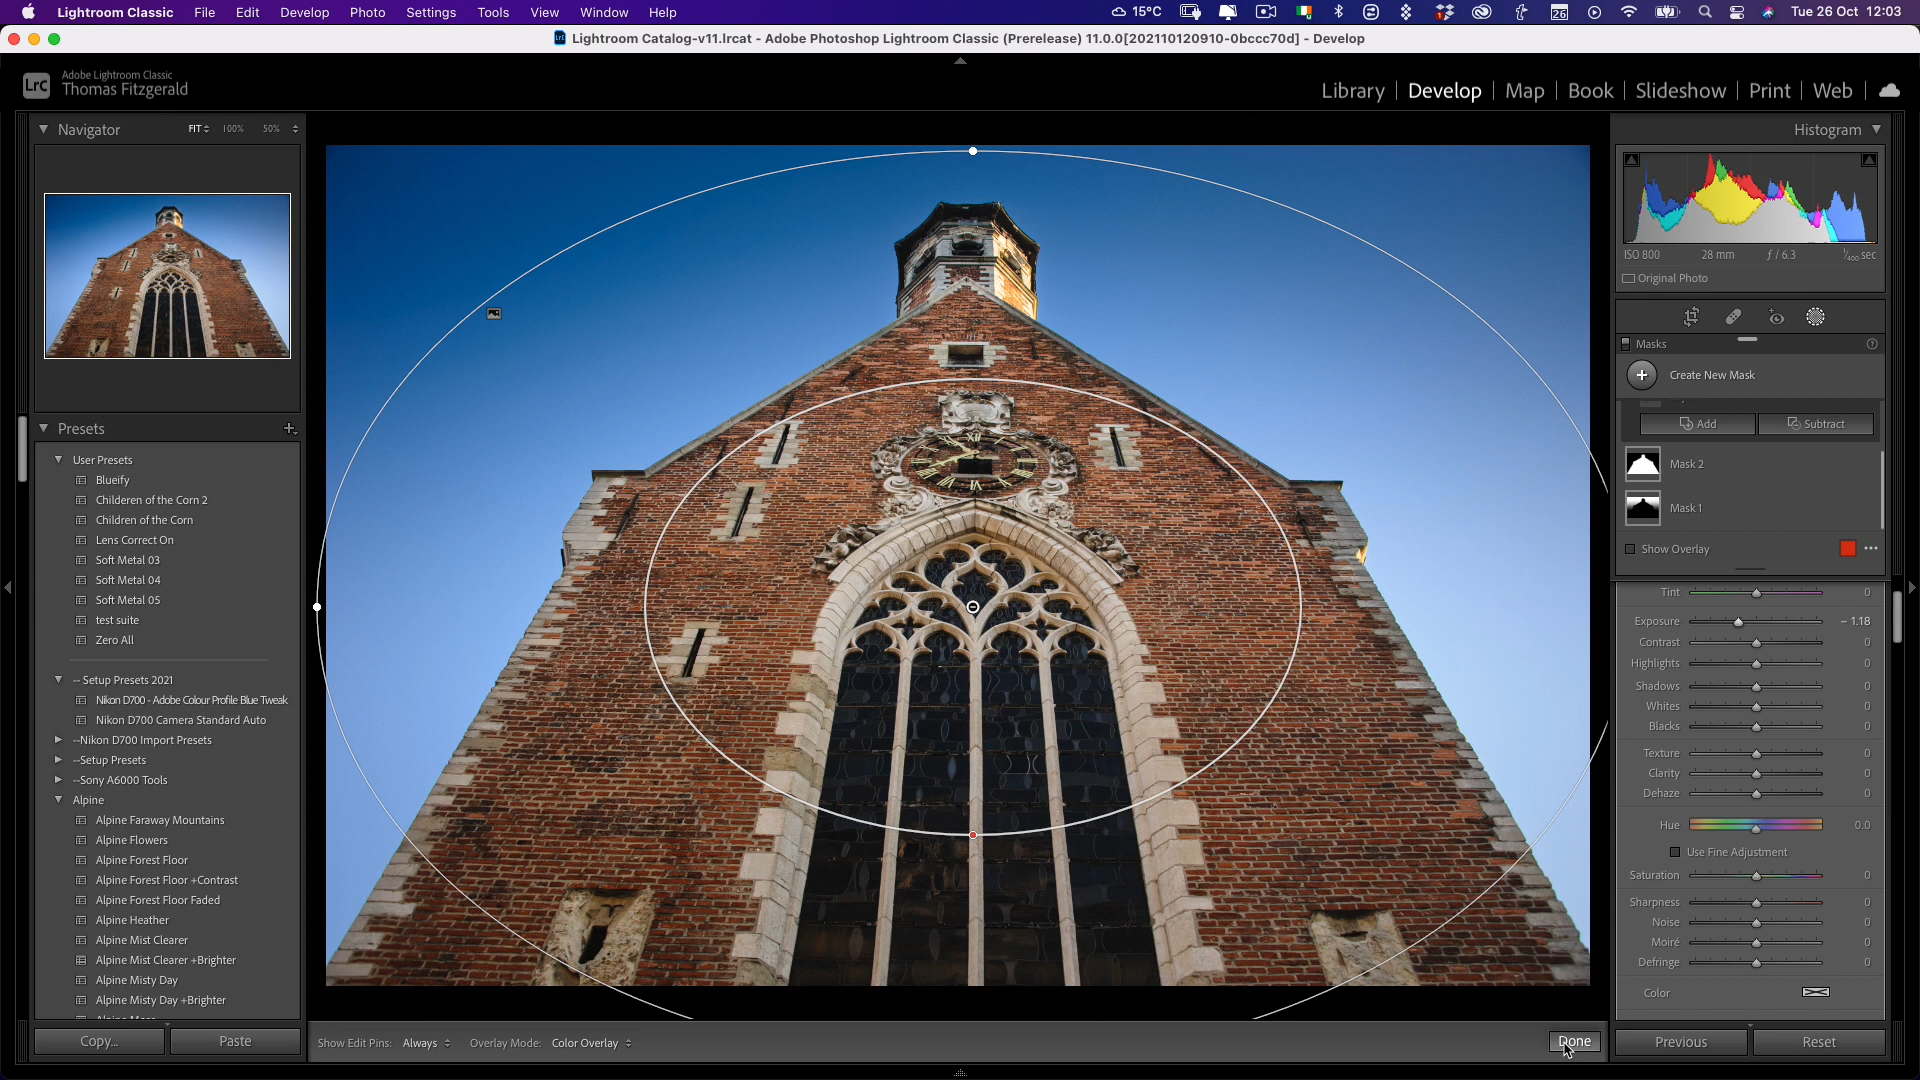 Lightroom Classic File Edit Develop Photo Settings Tools View Window Help 15°C 1 26 Tue 26 Oct 12:03
LrC Lightroom Catalog-v11.lrcat - Adobe Photoshop Lightroom Classic (Prerelease) 11.0.0[202110120910-0bccc70d] - Develop
LrC
Adobe Lightroom Classic
Thomas Fitzgerald
Library Develop Map Book Slideshow Print Web
Navigator FIT 100% 50%
Presets
User Presets
Blueify
Childeren of the Corn 2
Children of the Corn
Lens Correct On
Soft Metal 03
Soft Metal 04
Soft Metal 05
test suite
Zero All
-- Setup Presets 2021
Nikon D700 - Adobe Colour Profile Blue Tweak
Nikon D700 Camera Standard Auto
--Nikon D700 Import Presets
--Setup Presets
--Sony A6000 Tools
Alpine
Alpine Faraway Mountains
Alpine Flowers
Alpine Forest Floor
Alpine Forest Floor +Contrast
Alpine Forest Floor Faded
Alpine Heather
Alpine Mist Clearer
Alpine Mist Clearer +Brighter
Alpine Misty Day
Alpine Misty Day +Brighter
Copy... Paste
Show Edit Pins: Always Overlay Mode: Color Overlay Done
Histogram
ISO 800 28 mm ƒ / 6.3 1/400 sec
Original Photo
Masks
Create New Mask
Add Subtract
Mask 2
Mask 1
Show Overlay
Tint 0
Exposure – 1.18
Contrast 0
Highlights 0
Shadows 0
Whites 0
Blacks 0
Texture 0
Clarity 0
Dehaze 0
Hue 0.0
Use Fine Adjustment
Saturation 0
Sharpness 0
Noise 0
Moiré 0
Defringe 0
Color
Previous Reset